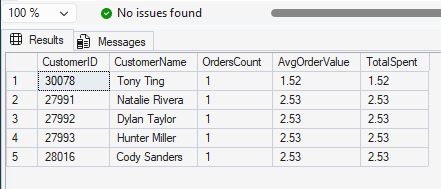 100 % No issues found
Results Messages
CustomerID CustomerName OrdersCount AvgOrderValue TotalSpent
1 30078 Tony Ting 1 1.52 1.52
2 27991 Natalie Rivera 1 2.53 2.53
3 27992 Dylan Taylor 1 2.53 2.53
4 27993 Hunter Miller 1 2.53 2.53
5 28016 Cody Sanders 1 2.53 2.53